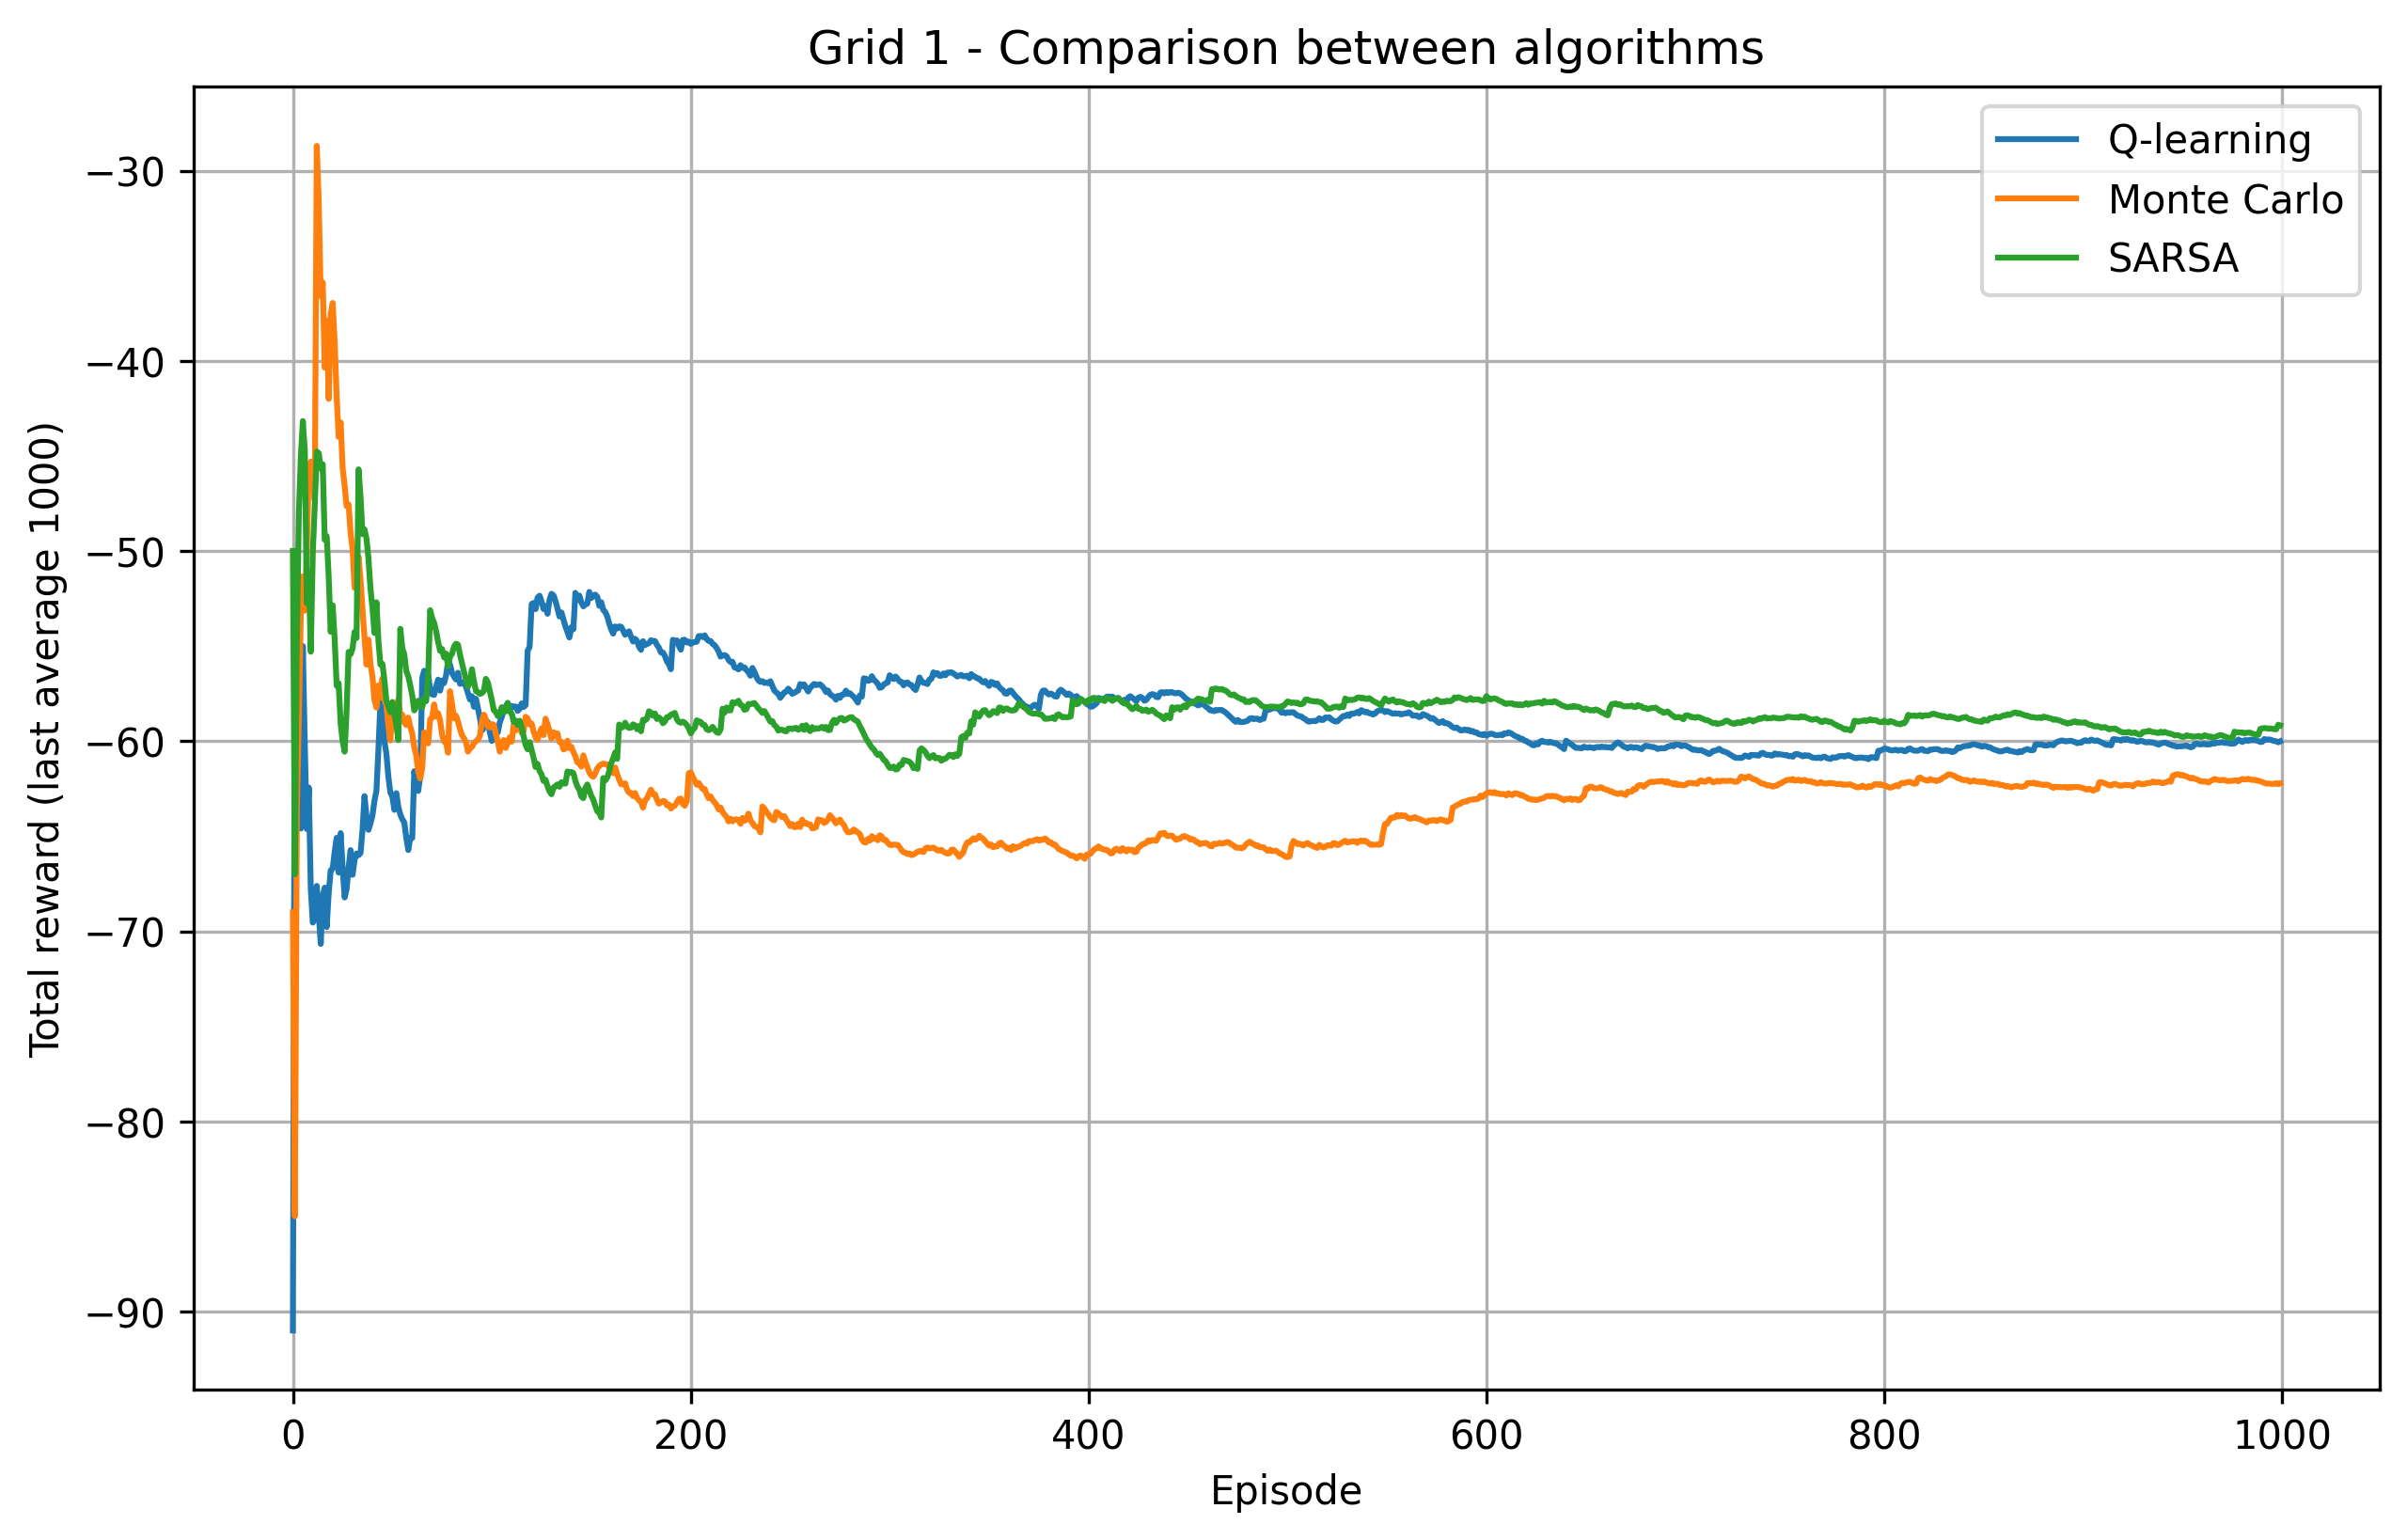 Grid 1 - Comparison between algorithms
Q-learning
Monte Carlo
SARSA
Total reward (last average 1000)
−30
−40
−50
−60
−70
−80
−90
0 200 400 600 800 1000
Episode